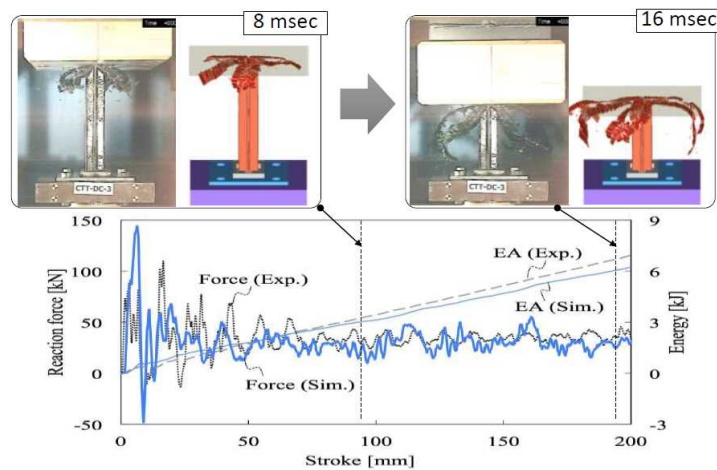 8 msec
16 msec
Time
CTT-DC-3
CTT-DC-3
150
100
50
0
-50
Reaction force [kN]
9
6
3
0
-3
Energy [kJ]
Force (Exp.)
EA (Exp.)
EA (Sim.)
Force (Sim.)
0
50
100
150
200
Stroke [mm]